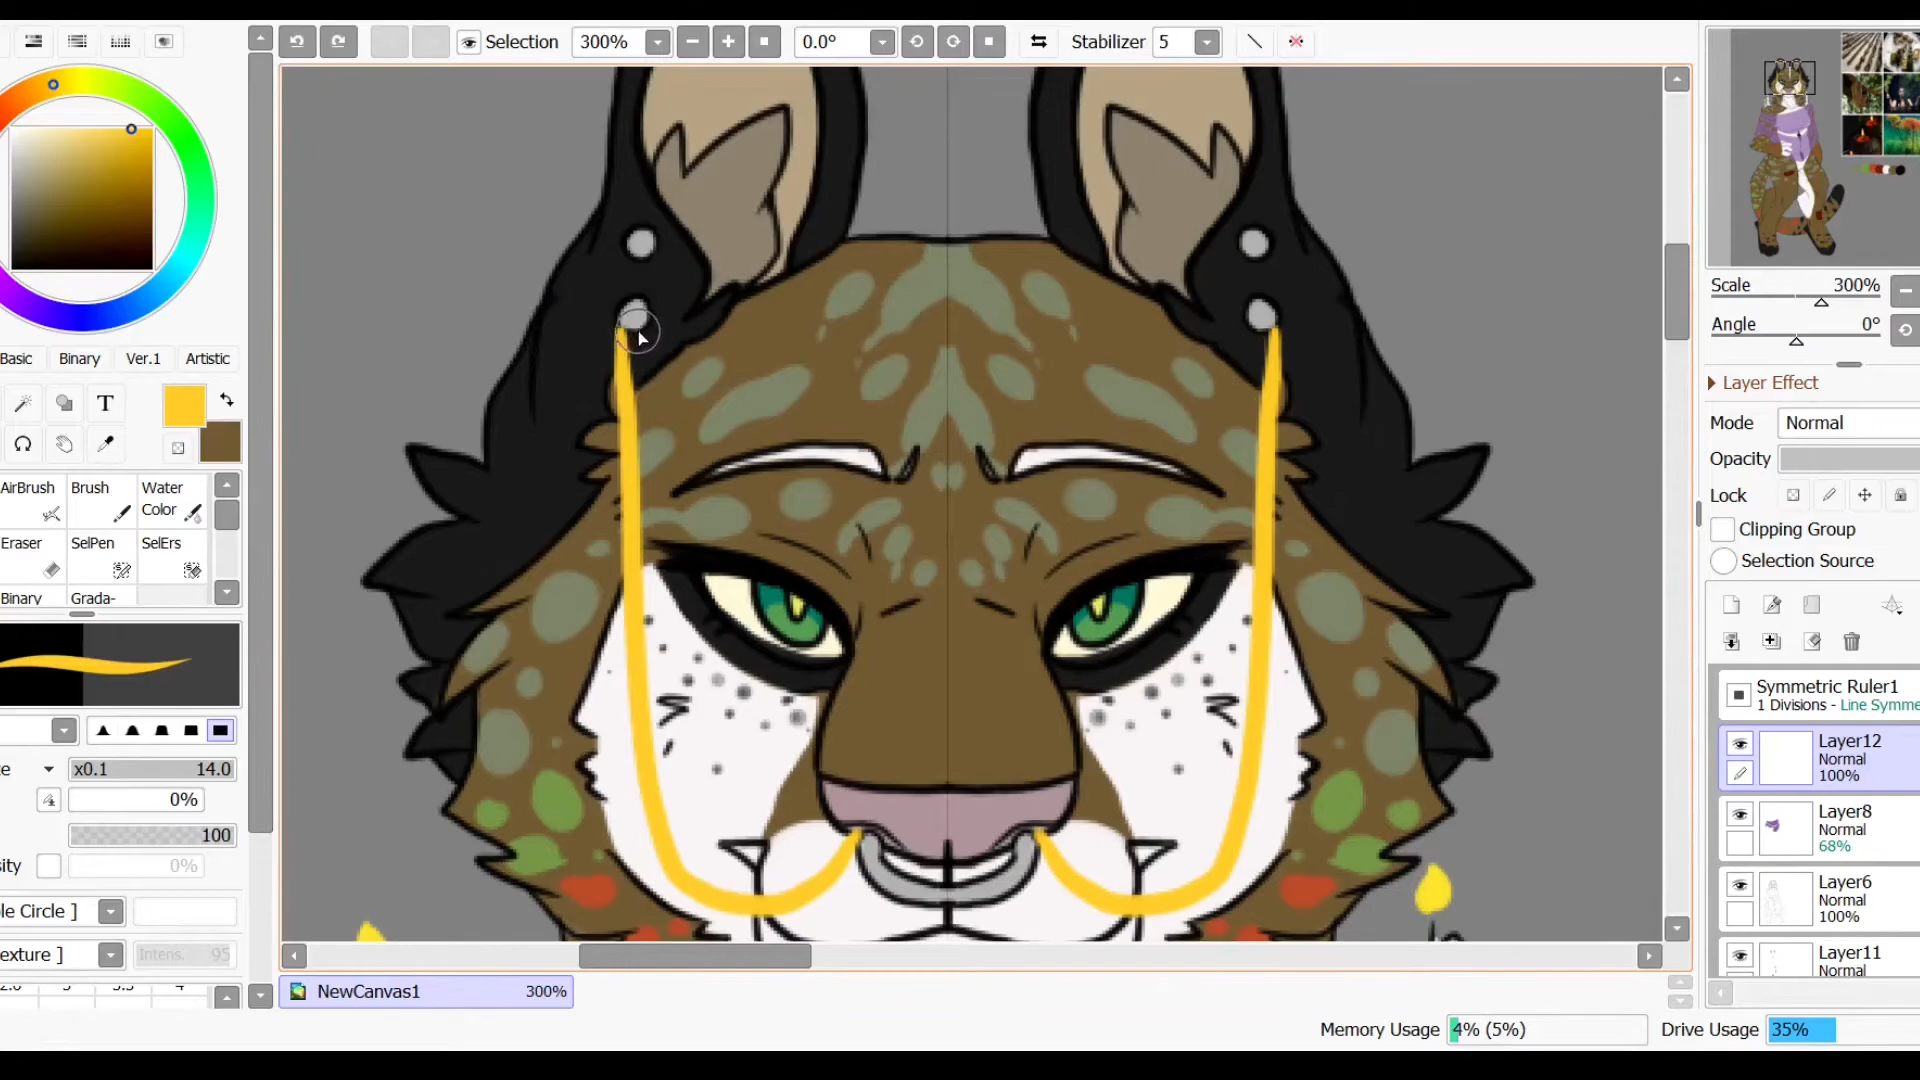 Selection 300% 0.0° Stabilizer 5
Basic Binary Ver.1 Artistic
T
AirBrush Brush Water Color
Eraser SelPen SelErs
Binary Grada-
x0.1 14.0
0%
100
0%
le Circle ]
exture ] Intens. 95
Scale 300%
Angle 0°
Layer Effect
Mode Normal
Opacity
Lock
Clipping Group
Selection Source
Symmetric Ruler1
1 Divisions - Line Symme
Layer12
Normal
100%
Layer8
Normal
68%
Layer6
Normal
100%
Layer11
Normal
NewCanvas1 300%
Memory Usage 4% (5%) Drive Usage 35%